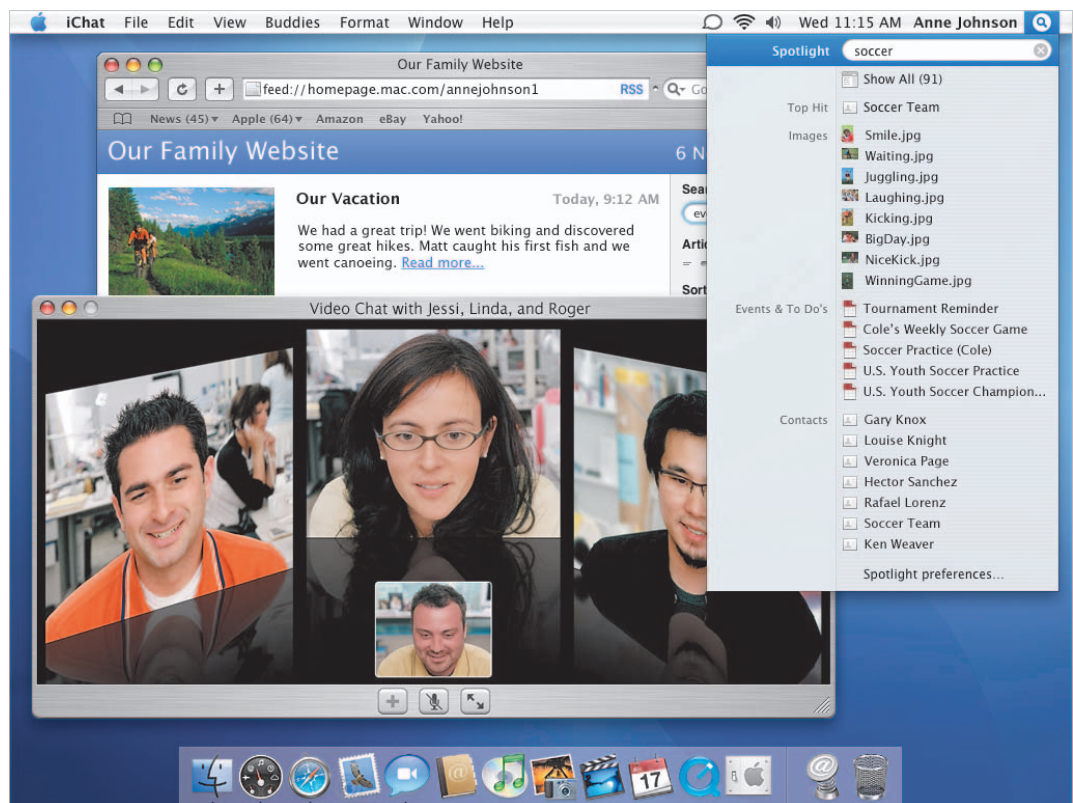 iChat File Edit View Buddies Format Window Help Wed 11:15 AM Anne Johnson
Spotlight soccer
Show All (91)
Top Hit Soccer Team
Images Smile.jpg
Waiting.jpg
Juggling.jpg
Laughing.jpg
Kicking.jpg
BigDay.jpg
NiceKick.jpg
WinningGame.jpg
Events & To Do's Tournament Reminder
Cole's Weekly Soccer Game
Soccer Practice (Cole)
U.S. Youth Soccer Practice
U.S. Youth Soccer Champion...
Contacts Gary Knox
Louise Knight
Veronica Page
Hector Sanchez
Rafael Lorenz
Soccer Team
Ken Weaver
Spotlight preferences...
Our Family Website
feed://homepage.mac.com/annejohnson1 RSS Go
News (45) Apple (64) Amazon eBay Yahoo!
Our Family Website 6 N
Our Vacation Today, 9:12 AM
We had a great trip! We went biking and discovered
some great hikes. Matt caught his first fish and we
went canoeing. Read more...
Sea
ev
Arti
Sort
Video Chat with Jessi, Linda, and Roger
17